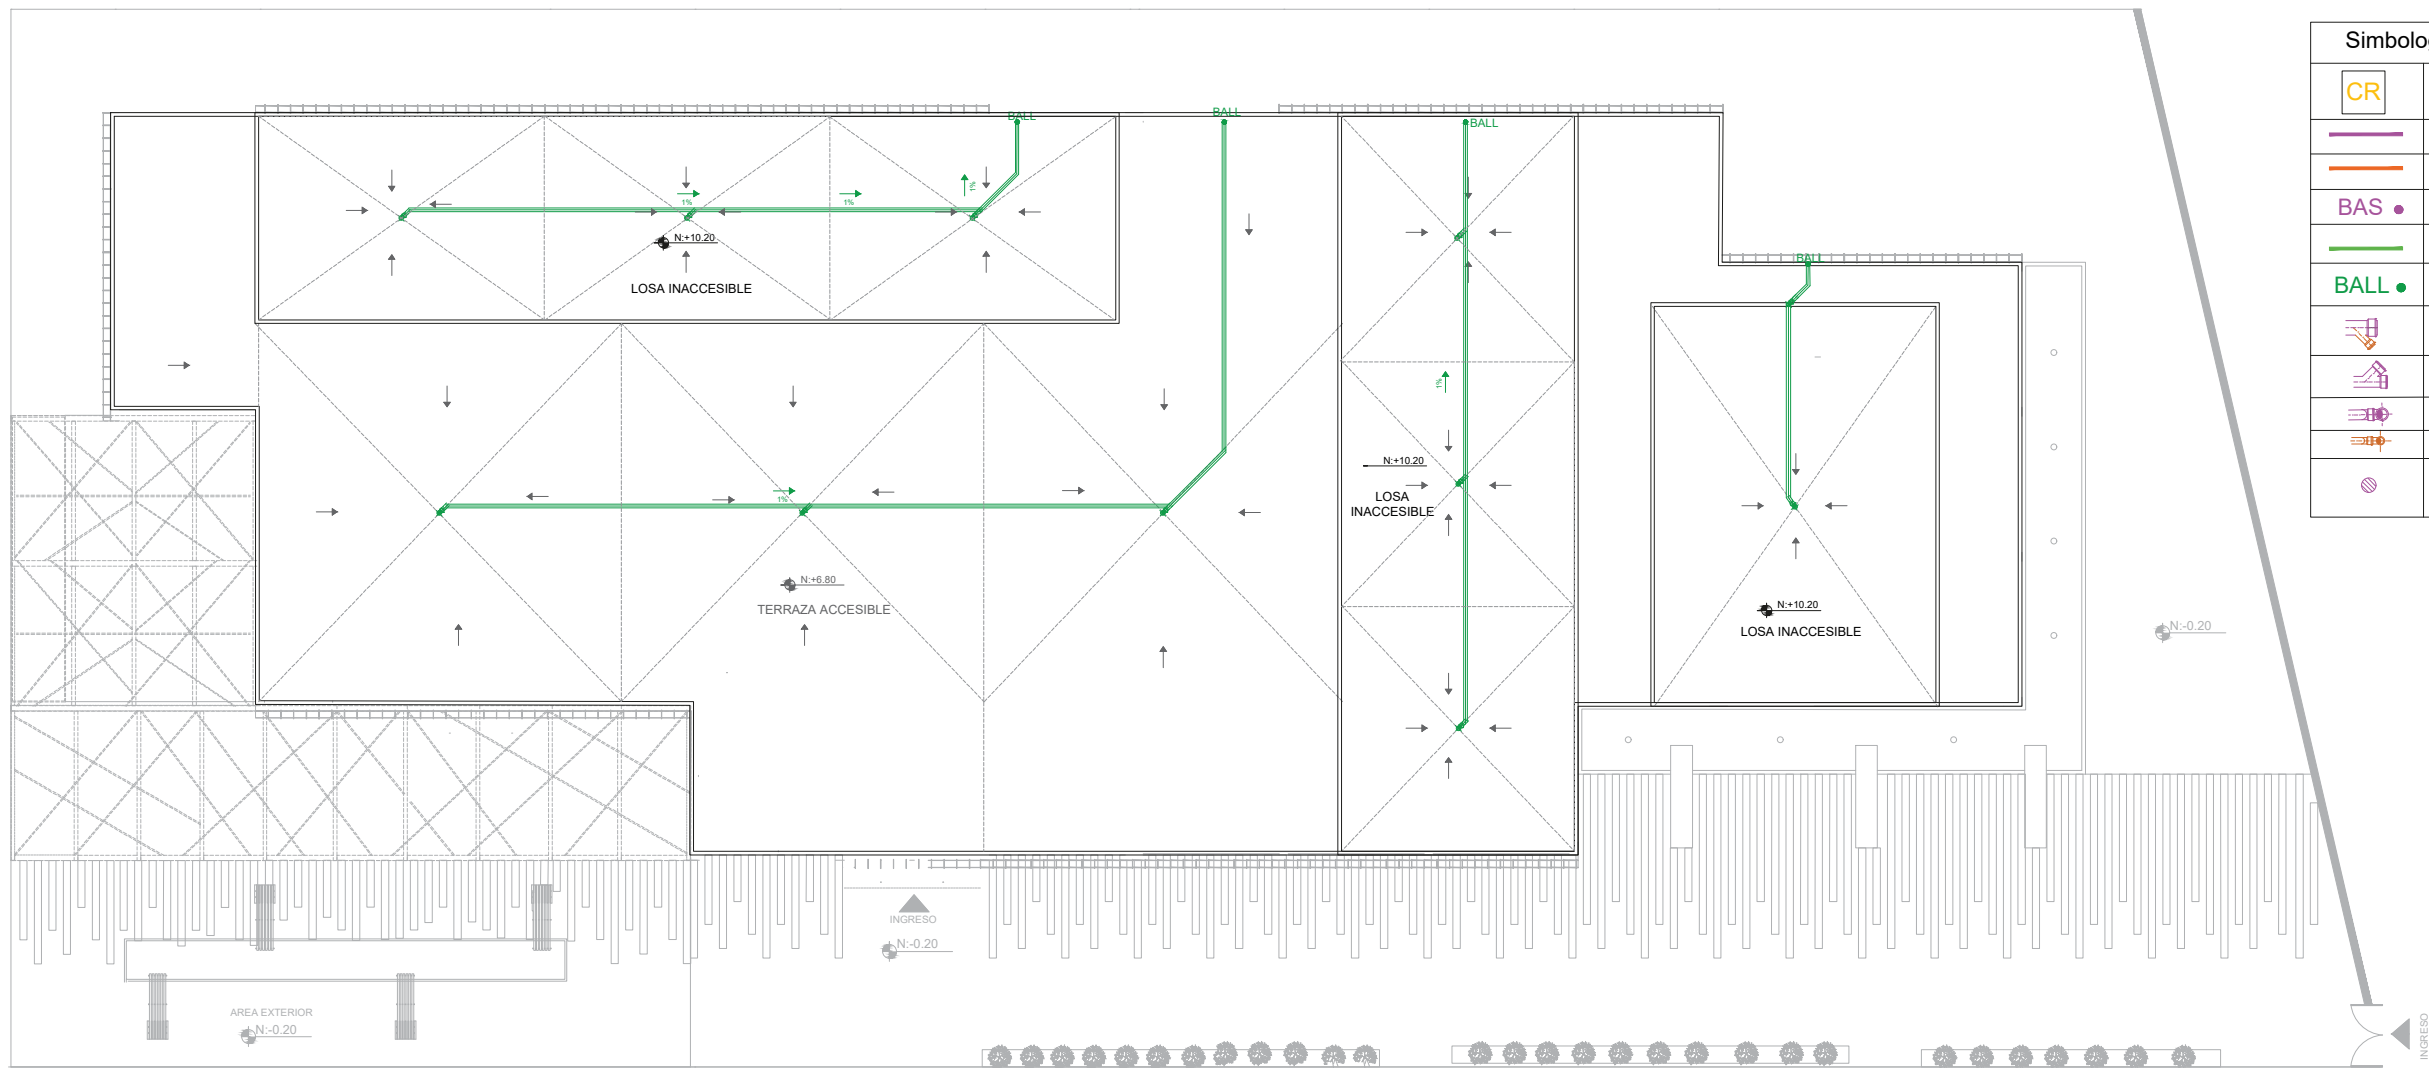 Simbolo
CR
BAS
BALL
BALL
BALL
BALL
BALL
1%
1%
1%
N:+10.20
LOSA INACCESIBLE
1%
N:+10.20
LOSA
INACCESIBLE
1%
N:+6.80
TERRAZA ACCESIBLE
N:+10.20
LOSA INACCESIBLE
N:-0.20
INGRESO
N:-0.20
AREA EXTERIOR
N:-0.20
INGRESO